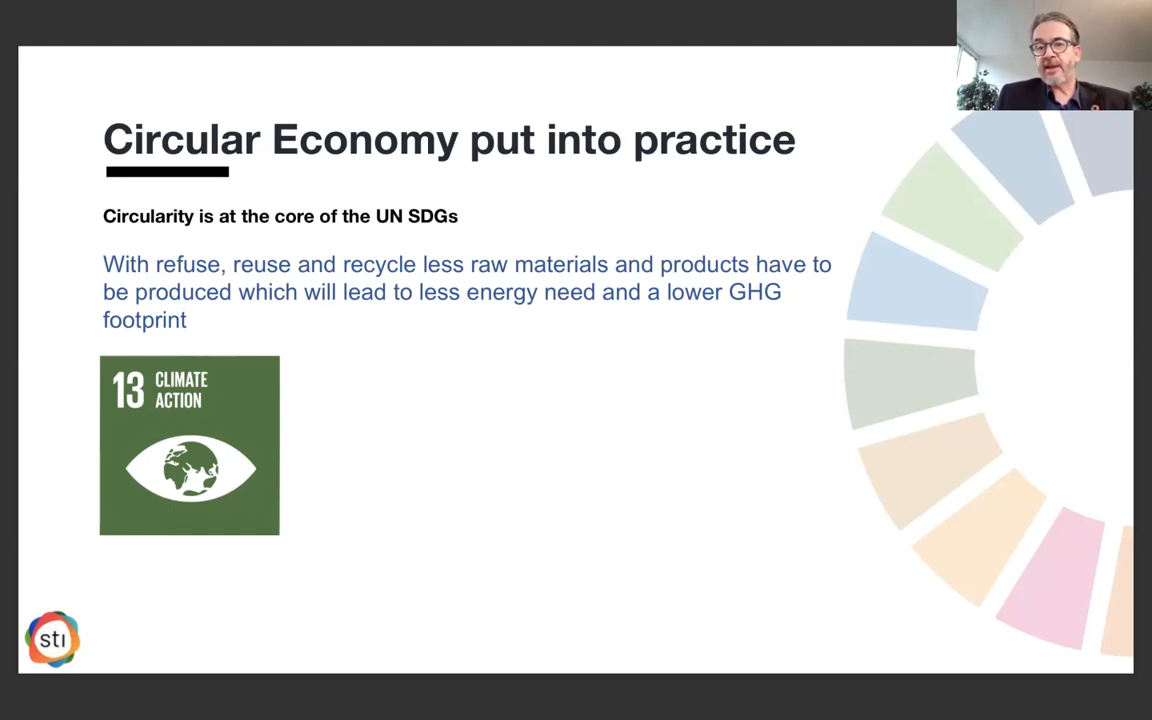 Circular Economy put into practice
Circularity is at the core of the UN SDGs
With refuse, reuse and recycle less raw materials and products have to
be produced which will lead to less energy need and a lower GHG
footprint
13 CLIMATE
ACTION
sti